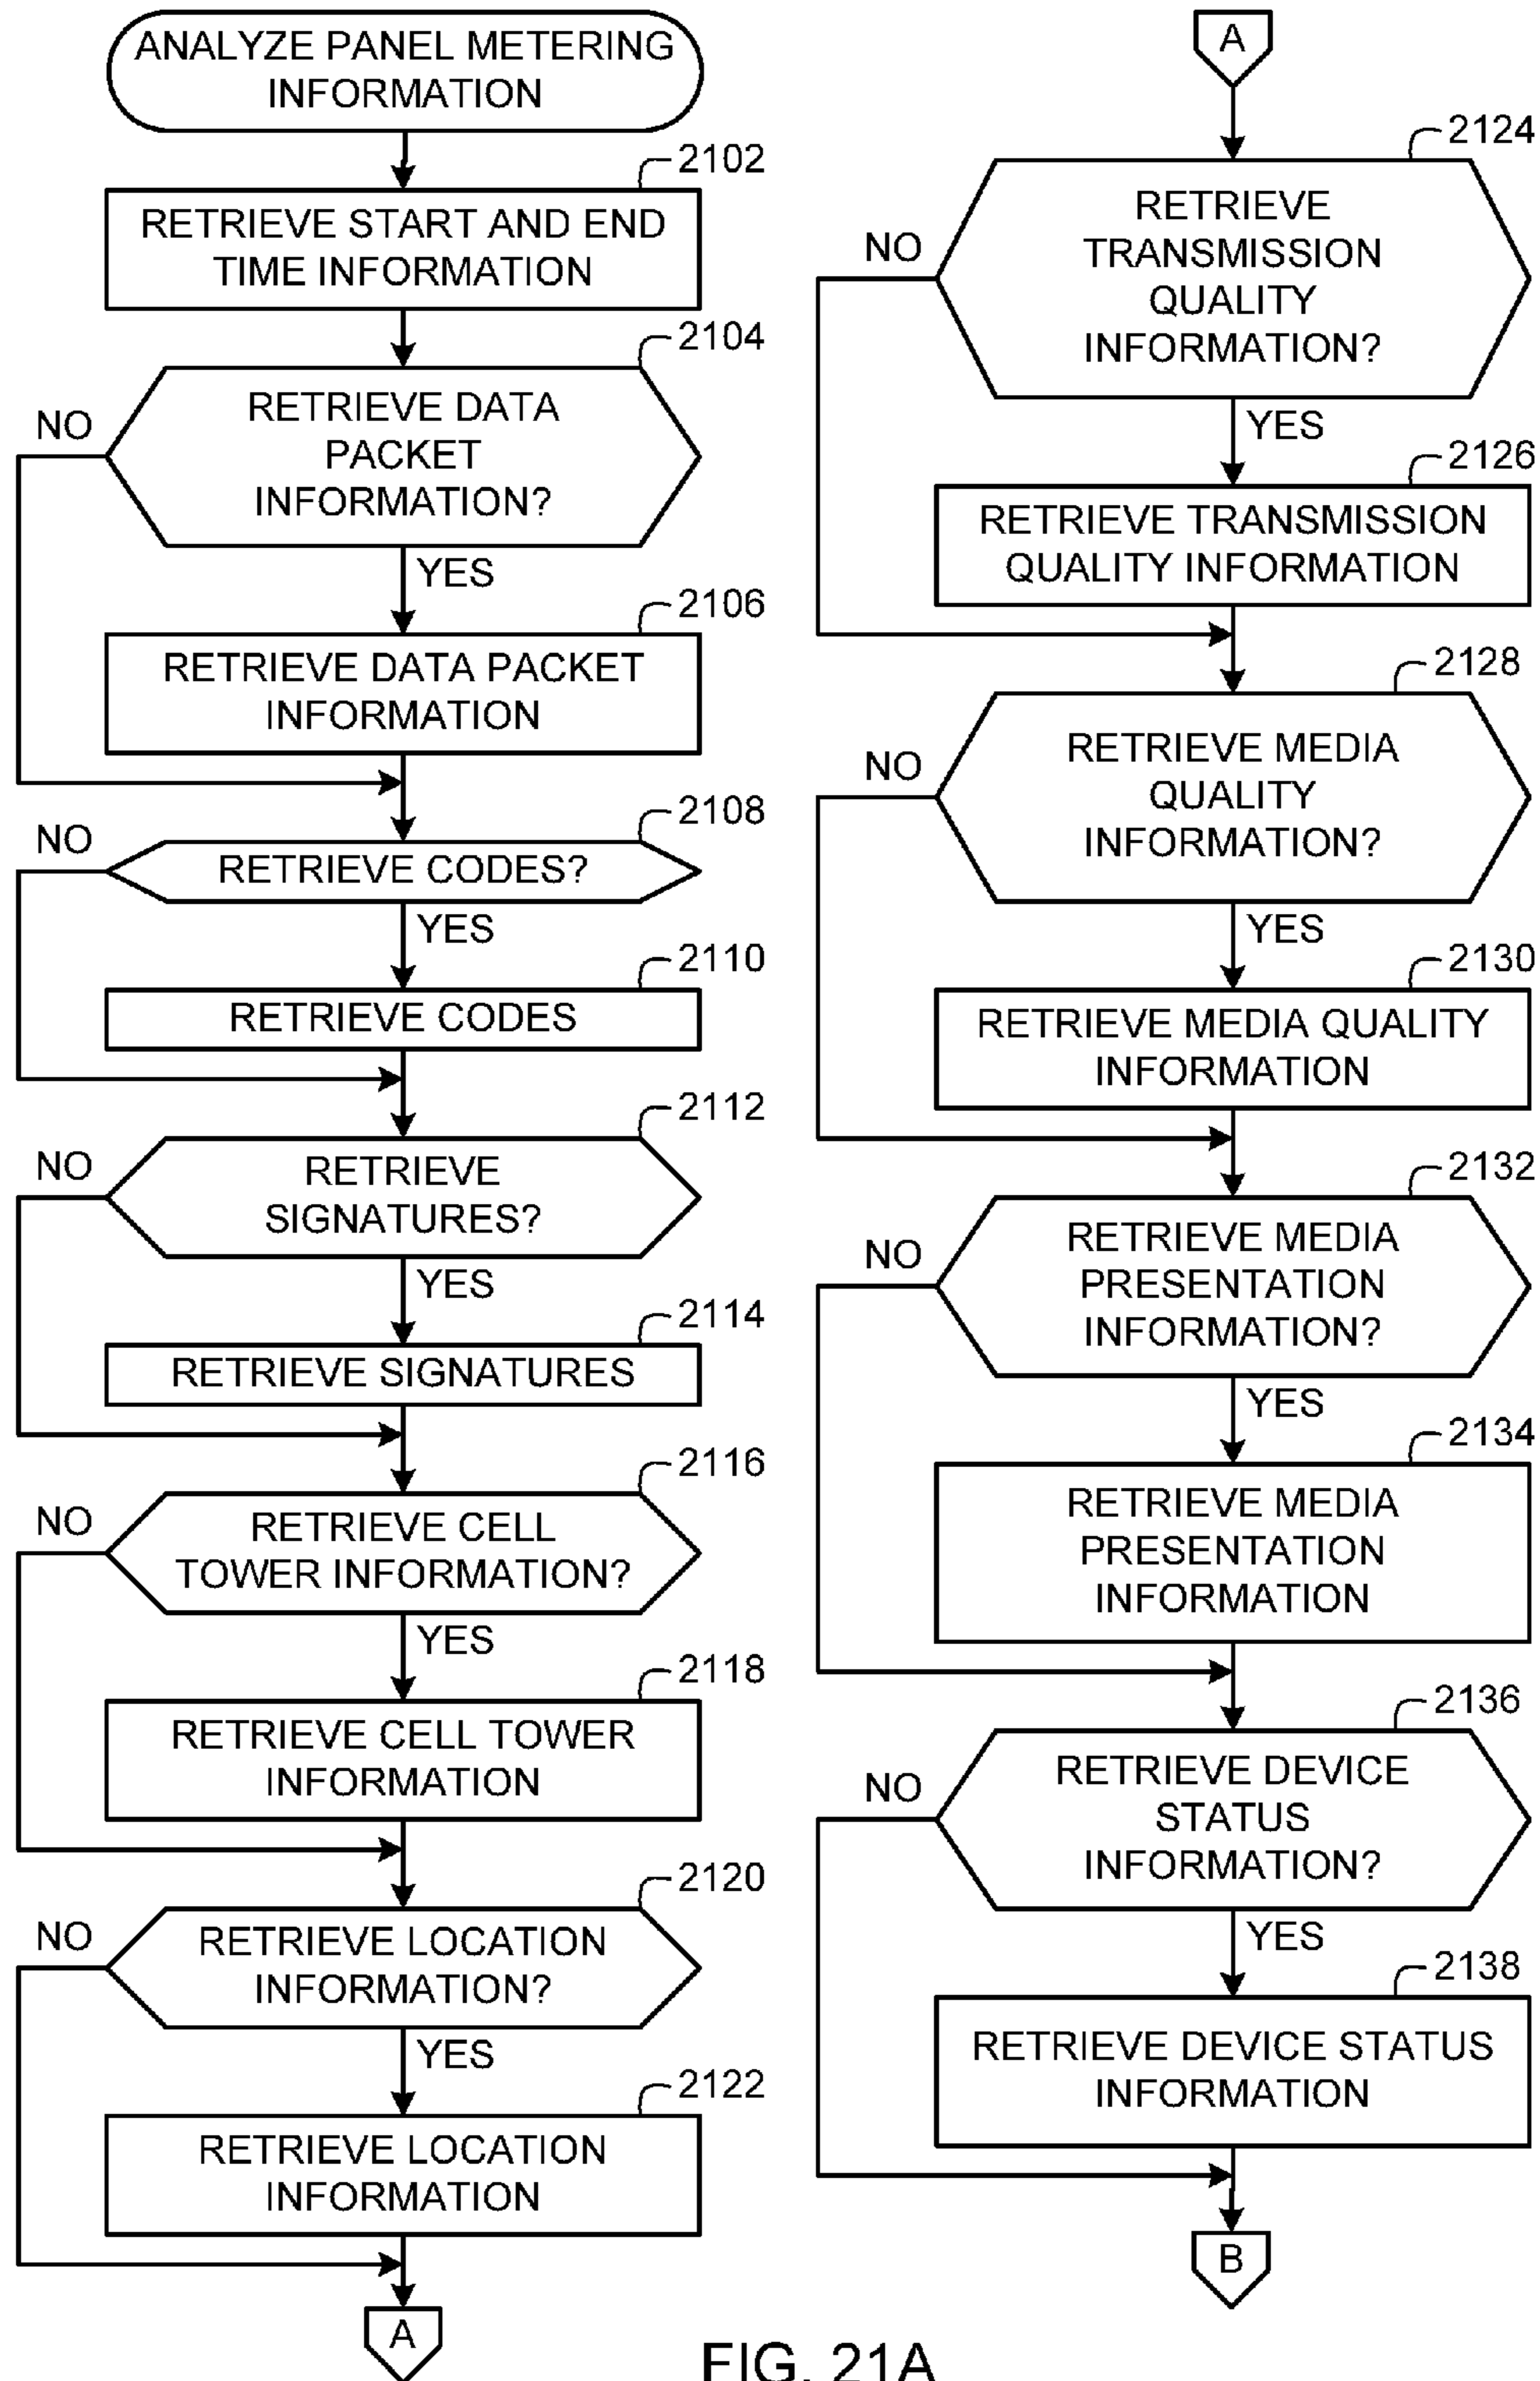 ANALYZE PANEL METERING
INFORMATION
2102
RETRIEVE START AND END
TIME INFORMATION
2104
RETRIEVE DATA
PACKET
INFORMATION?
NO
YES
2106
RETRIEVE DATA PACKET
INFORMATION
2108
NO
RETRIEVE CODES?
YES
2110
RETRIEVE CODES
2112
NO
RETRIEVE
SIGNATURES?
YES
2114
RETRIEVE SIGNATURES
2116
NO
RETRIEVE CELL
TOWER INFORMATION?
YES
2118
RETRIEVE CELL TOWER
INFORMATION
2120
NO
RETRIEVE LOCATION
INFORMATION?
YES
2122
RETRIEVE LOCATION
INFORMATION
A
A
2124
RETRIEVE
TRANSMISSION
QUALITY
INFORMATION?
NO
YES
2126
RETRIEVE TRANSMISSION
QUALITY INFORMATION
2128
NO
RETRIEVE MEDIA
QUALITY
INFORMATION?
YES
2130
RETRIEVE MEDIA QUALITY
INFORMATION
2132
NO
RETRIEVE MEDIA
PRESENTATION
INFORMATION?
YES
2134
RETRIEVE MEDIA
PRESENTATION
INFORMATION
2136
NO
RETRIEVE DEVICE
STATUS
INFORMATION?
YES
2138
RETRIEVE DEVICE STATUS
INFORMATION
B
FIG. 21A